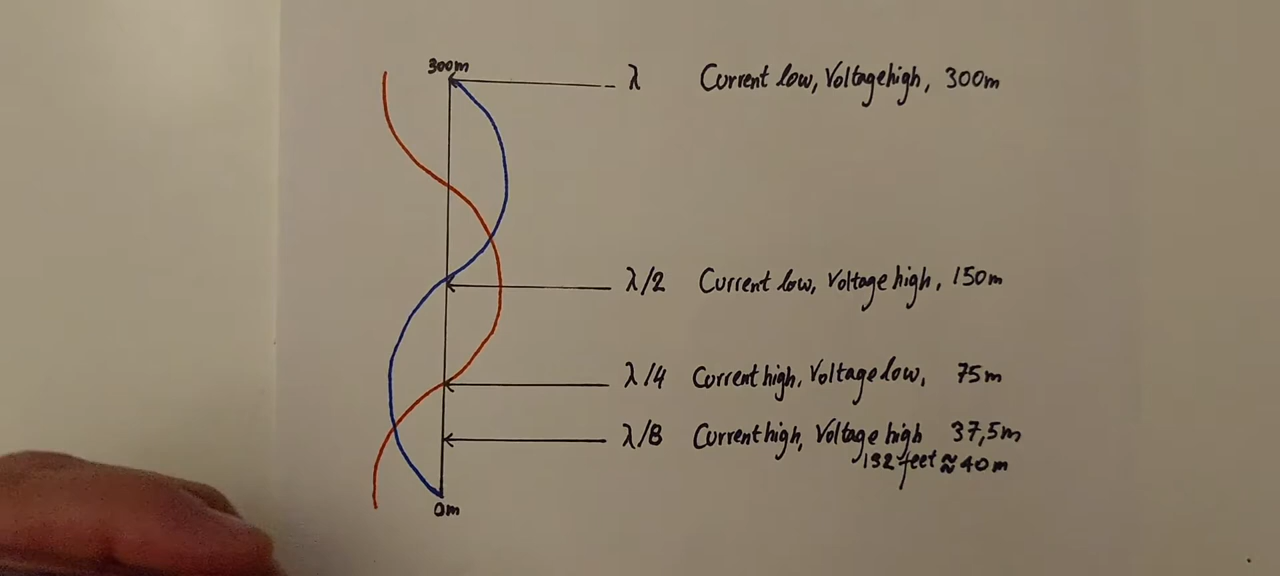 300m
λ Current low, Voltage high, 300m
λ/2 Current low, Voltage high, 150m
λ/4 Current high, Voltage low, 75m
λ/8 Current high, Voltage high 37,5m
132 feet ≈ 40m
0m